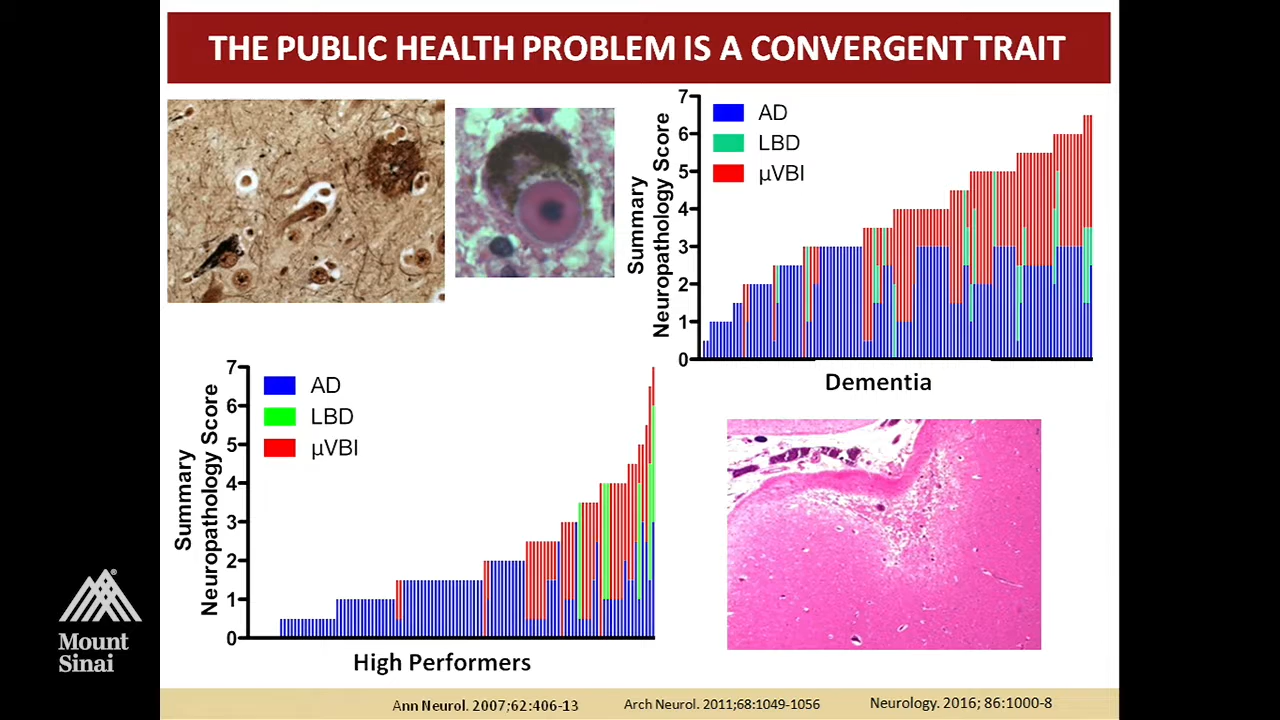 THE PUBLIC HEALTH PROBLEM IS A CONVERGENT TRAIT
7
6
5
4
3
2
1
0
Summary
Neuropathology Score
AD
LBD
µVBI
Dementia
7
6
5
4
3
2
1
0
Summary
Neuropathology Score
AD
LBD
µVBI
High Performers
Mount
Sinai
®
Ann Neurol. 2007;62:406-13
Arch Neurol. 2011;68:1049-1056
Neurology. 2016; 86:1000-8